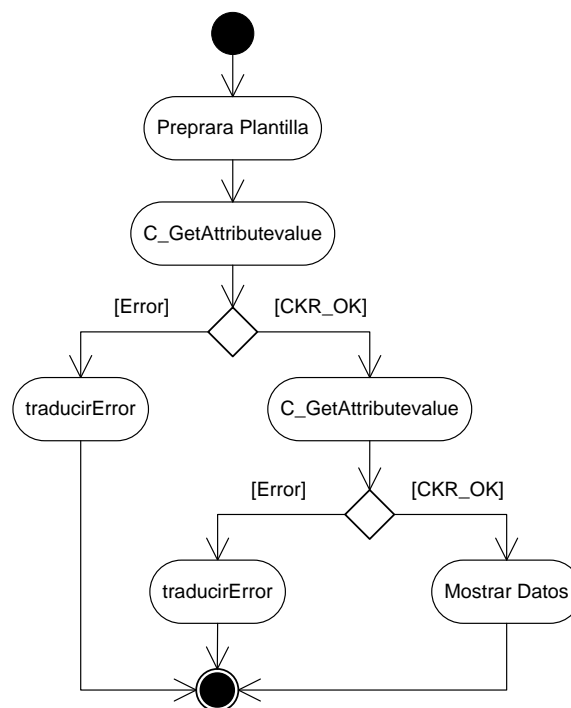 Preprara Plantilla
C_GetAttributevalue
[Error]
[CKR_OK]
traducirError
C_GetAttributevalue
[Error]
[CKR_OK]
traducirError
Mostrar Datos